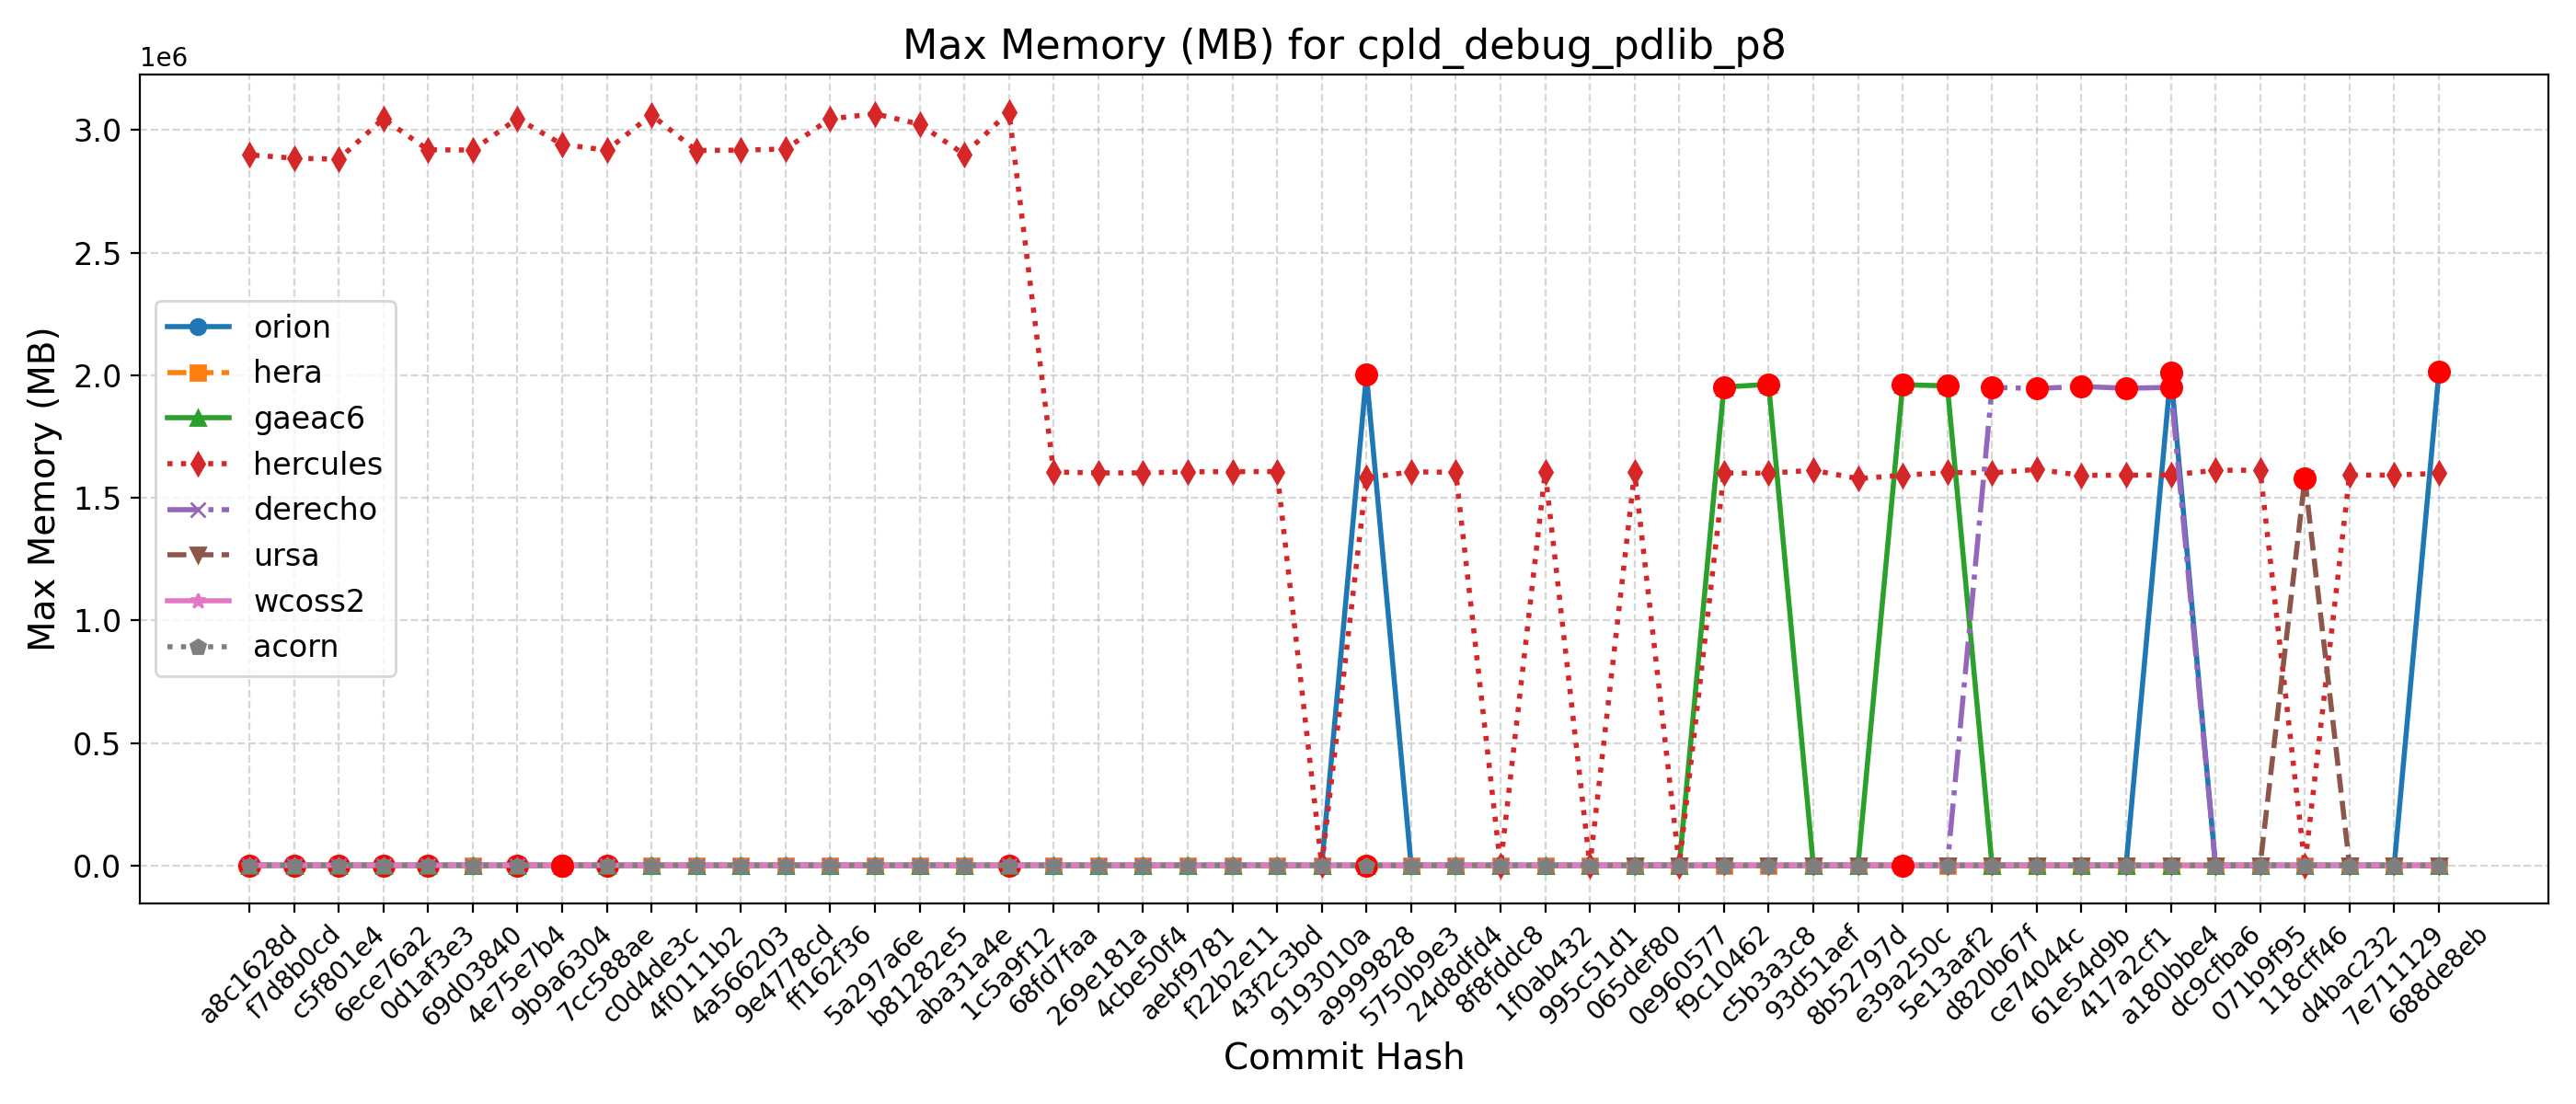 Max Memory (MB) for cpld_debug_pdlib_p8
1e6
3.0
2.5
2.0
1.5
1.0
0.5
0.0
Max Memory (MB)
orion
hera
gaeac6
hercules
derecho
ursa
wcoss2
acorn
a8c1628d
f7d8b0cd
c5f801e4
6ece76a2
0d1af3e3
69d03840
4e75e7b4
9b9a6304
7cc588ae
c0d4de3c
4f0111b2
4a566203
9e4778cd
ff162f36
5a297a6e
b81282e5
aba31a4e
1c5a9f12
68fd7faa
269e181a
4cbe50f4
aebf9781
f22b2e11
43f2c3bd
9193010a
a9999828
5750b9e3
24d8dfd4
8f8fddc8
1f0ab432
995c51d1
065def80
0e960577
f9c10462
c5b3a3c8
93d51aef
8b52797d
e39a250c
5e13aaf2
d820b67f
ce74044c
61e54d9b
417a2cf1
a180bbe4
dc9cfba6
071b9f95
118cff46
d4bac232
7e711129
688de8eb
Commit Hash